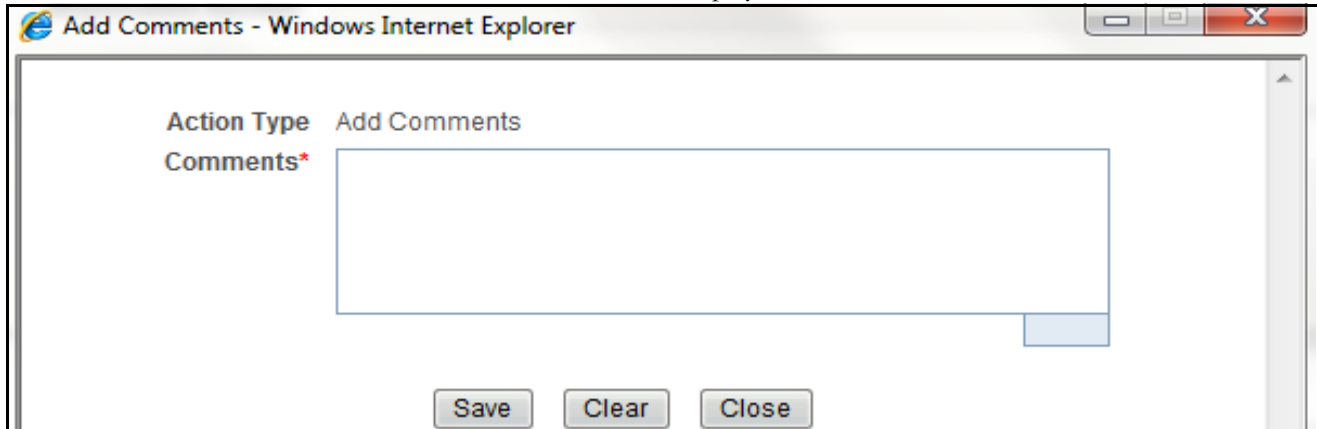 Add Comments - Windows Internet Explorer
Action Type Add Comments
Comments*
Save Clear Close